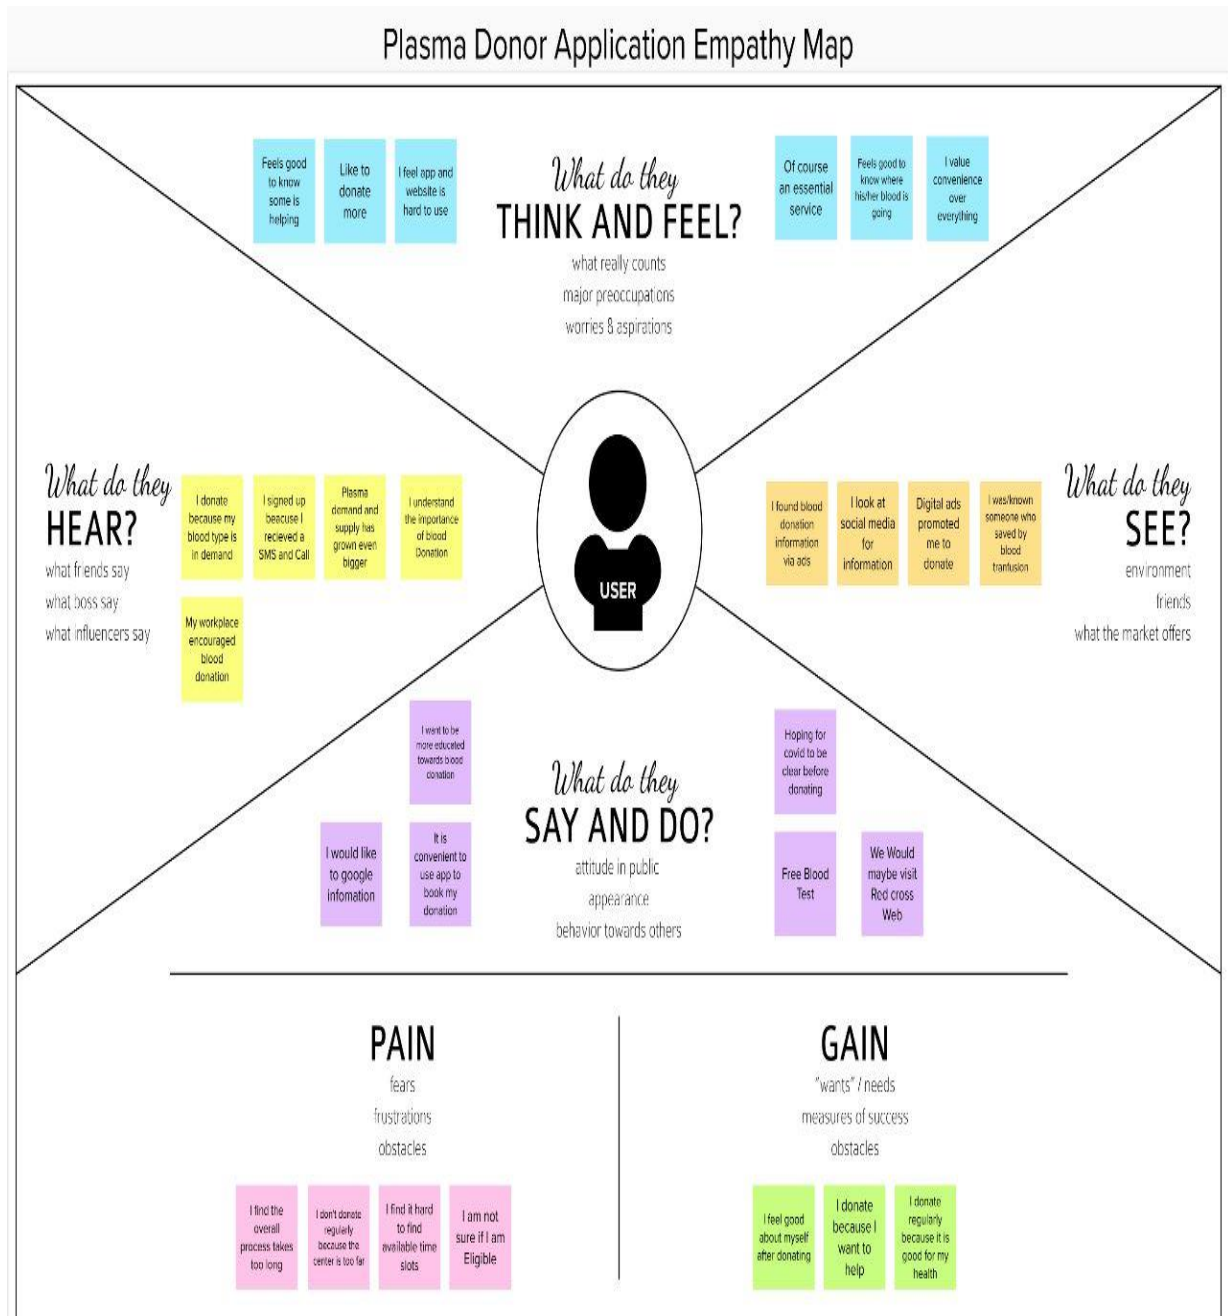 Plasma Donor Application Empathy Map
Feels good
to know
some is
helping
Like to
donate
more
I feel app and
website is
hard to use
What do they
THINK AND FEEL?
what really counts
major preoccupations
worries & aspirations
Of course
an essential
service
Feels good to
know where
his/her blood is
going
I value
convenience
over
everything
What do they
HEAR?
what friends say
what boss say
what influencers say
I donate
because my
blood type is
in demand
I signed up
beacuse I
recieved a
SMS and Call
Plasma
demand and
supply has
grown even
bigger
I understand
the importance
of blood
Donation
My workplace
encouraged
blood
donation
USER
I found blood
donation
information
via ads
I look at
social media
for
information
Digital ads
promoted
me to
donate
I was/known
someone who
saved by
blood
tranfusion
What do they
SEE?
environment
friends
what the market offers
I want to be
more educated
towards blood
donation
I would like
to google
infomation
It is
convenient to
use app to
book my
donation
What do they
SAY AND DO?
attitude in public
appearance
behavior towards others
Hoping for
covid to be
clear before
donating
Free Blood
Test
We Would
maybe visit
Red cross
Web
PAIN
fears
frustrations
obstacles
I find the
overall
process takes
too long
I don't donate
regularly
because the
center is too far
I find it hard
to find
available time
slots
I am not
sure if I am
Eligible
GAIN
"wants" / needs
measures of success
obstacles
I feel good
about myself
after donating
I donate
because I
want to
help
I donate
regularly
because it is
good for my
health